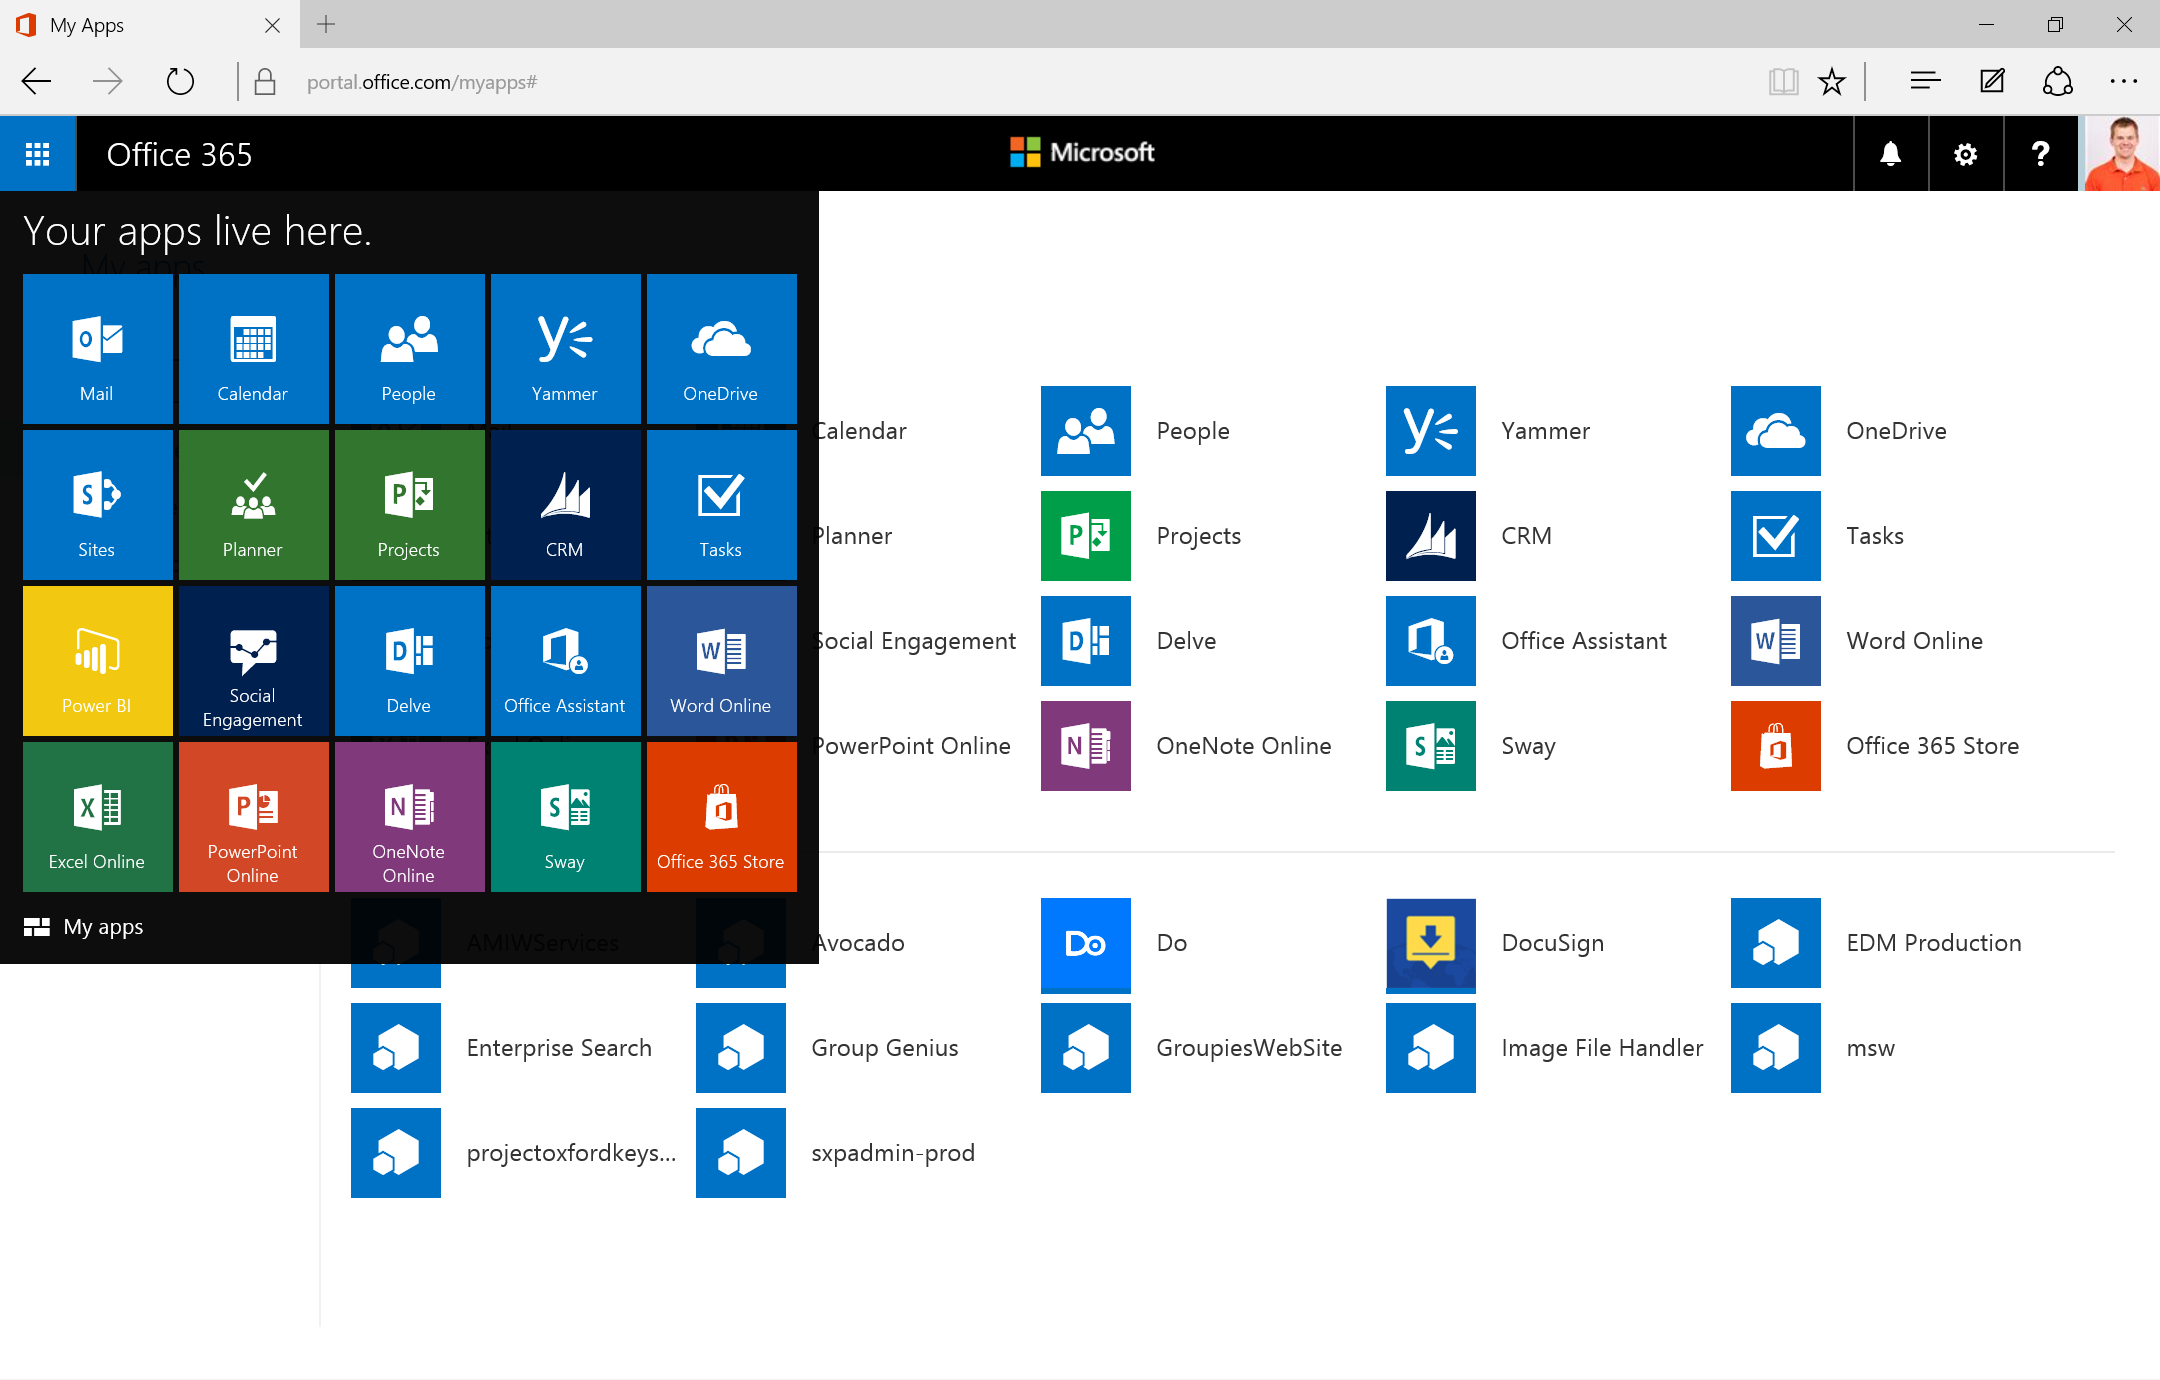 My Apps
portal.office.com/myapps#
Office 365
Microsoft
Your apps live here.
My apps
Mail
Calendar
People
Yammer
OneDrive
Sites
Planner
Projects
CRM
Tasks
Power BI
Social
Engagement
Delve
Office Assistant
Word Online
Excel Online
PowerPoint
Online
OneNote
Online
Sway
Office 365 Store
My apps
Calendar
People
Yammer
OneDrive
Planner
Projects
CRM
Tasks
Social Engagement
Delve
Office Assistant
Word Online
PowerPoint Online
OneNote Online
Sway
Office 365 Store
AMIWServices
Avocado
Do
Do
DocuSign
EDM Production
Enterprise Search
Group Genius
GroupiesWebSite
Image File Handler
msw
projectoxfordkeys...
sxpadmin-prod